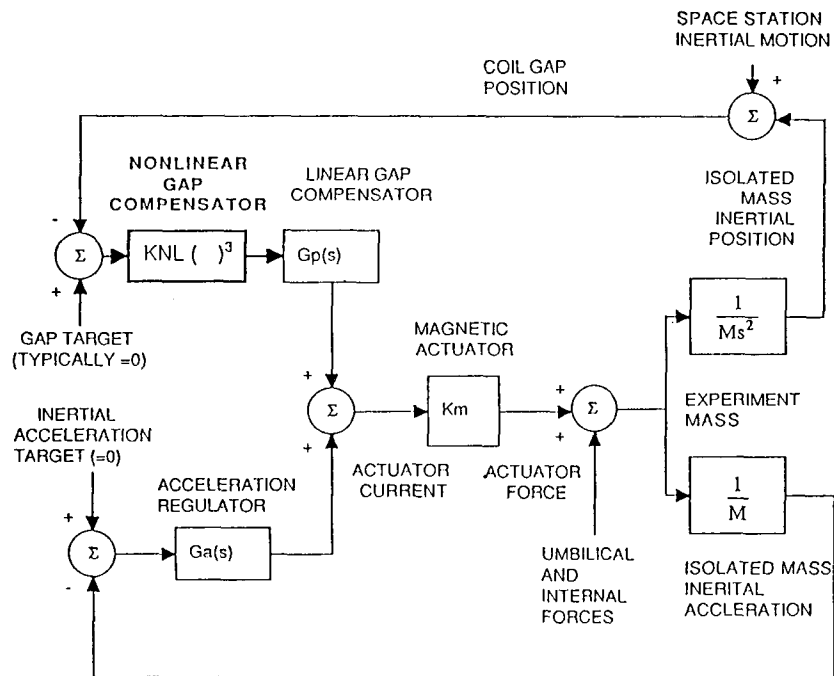 SPACE STATION
INERTIAL MOTION
+
COIL GAP
POSITION
Σ
+
NONLINEAR
GAP
COMPENSATOR
LINEAR GAP
COMPENSATOR
ISOLATED
MASS
INERTIAL
POSITION
-
Σ
+
KNL ( )³
Gp(s)
GAP TARGET
(TYPICALLY =0)
MAGNETIC
ACTUATOR
1
Ms²
+
Σ
+
Km
+
Σ
+
EXPERIMENT
MASS
INERTIAL
ACCELERATION
TARGET (=0)
ACCELERATION
REGULATOR
ACTUATOR
CURRENT
ACTUATOR
FORCE
1
M
+
Σ
-
Ga(s)
UMBILICAL
AND
INTERNAL
FORCES
ISOLATED MASS
INERITAL
ACCLERATION